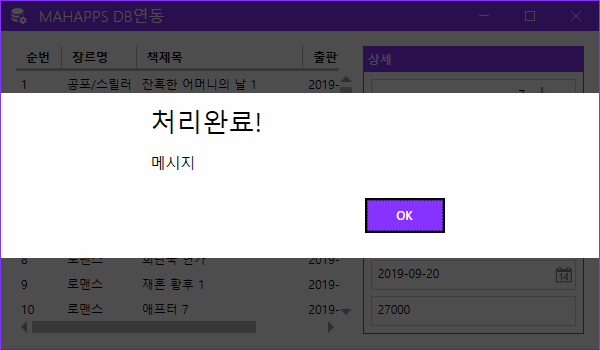 MAHAPPS DB연동
순번 장르명 책제목 출판
상세
1 공포/스릴러 잔혹한 어머니의 날 1 2019-
처리완료!
메시지
OK
8 로맨스
9 로맨스 재혼 황후 1 2019-
10 로맨스 애프터 7 2019-
2019-09-20
14
27000